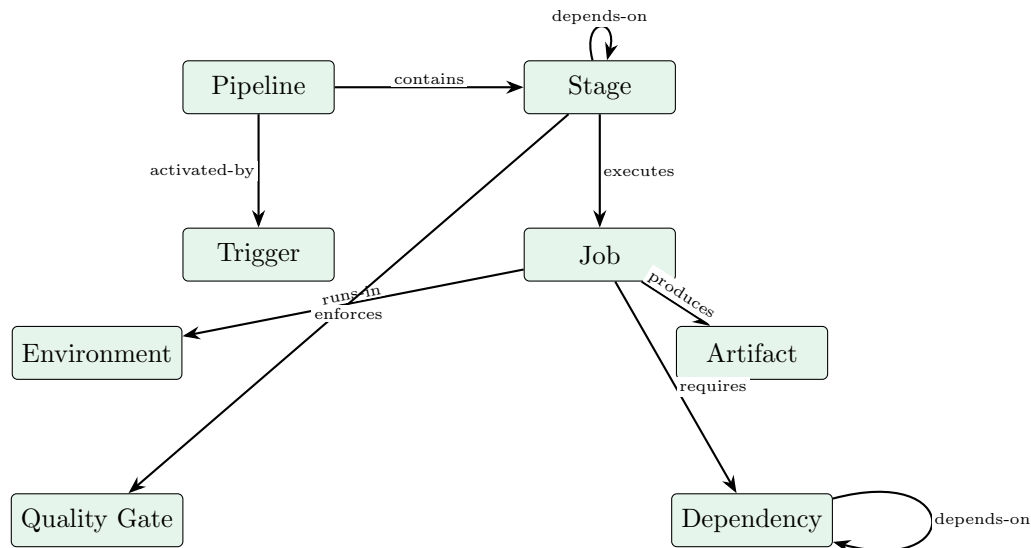 depends-on
Pipeline
contains
Stage
activated-by
executes
Trigger
Job
runs-in
enforces
produces
Environment
Artifact
requires
Quality Gate
Dependency
depends-on